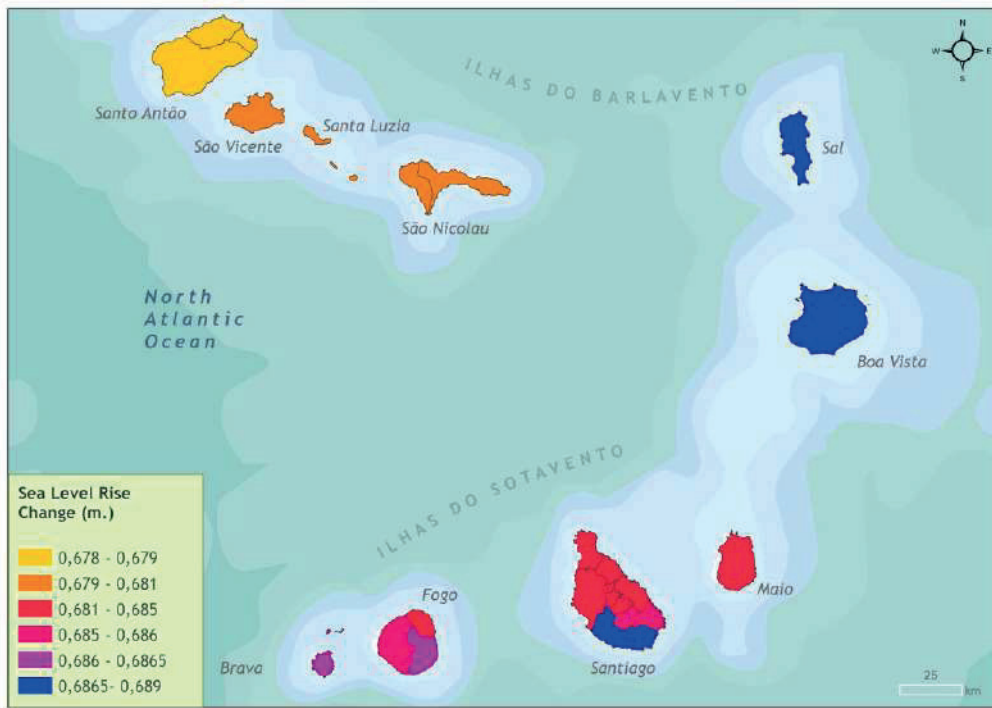 N
W E
S
ILHAS DO BARLAVENTO
Santo Antão
São Vicente
Santa Luzia
São Nicolau
Sal
North
Atlantic
Ocean
Boa Vista
ILHAS DO SOTAVENTO
Sea Level Rise
Change (m.)
0,678 - 0,679
0,679 - 0,681
0,681 - 0,685
0,685 - 0,686
0,686 - 0,6865
0,6865- 0,689
Fogo
Brava
Santiago
Maio
25
km